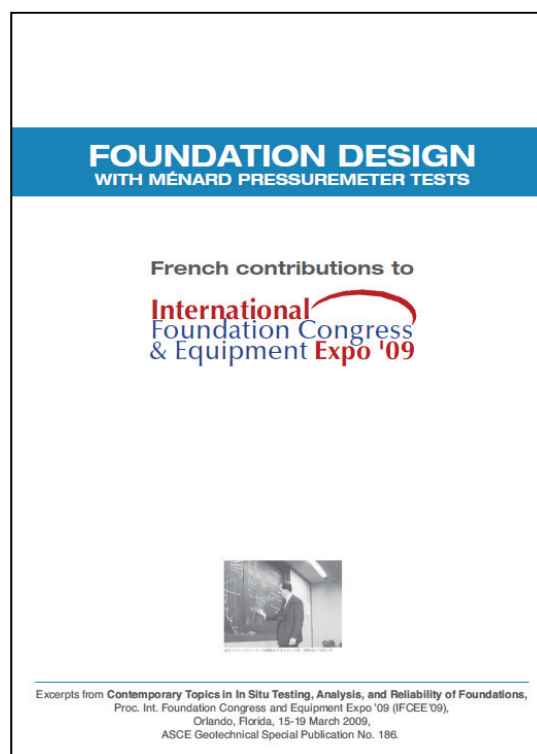 FOUNDATION DESIGN
WITH MÉNARD PRESSUREMETER TESTS
French contributions to
International
Foundation Congress
& Equipment Expo '09
Excerpts from Contemporary Topics in In Situ Testing, Analysis, and Reliability of Foundations,
Proc. Int. Foundation Congress and Equipment Expo '09 (IFCEE'09),
Orlando, Florida, 15-19 March 2009,
ASCE Geotechnical Special Publication No. 186.